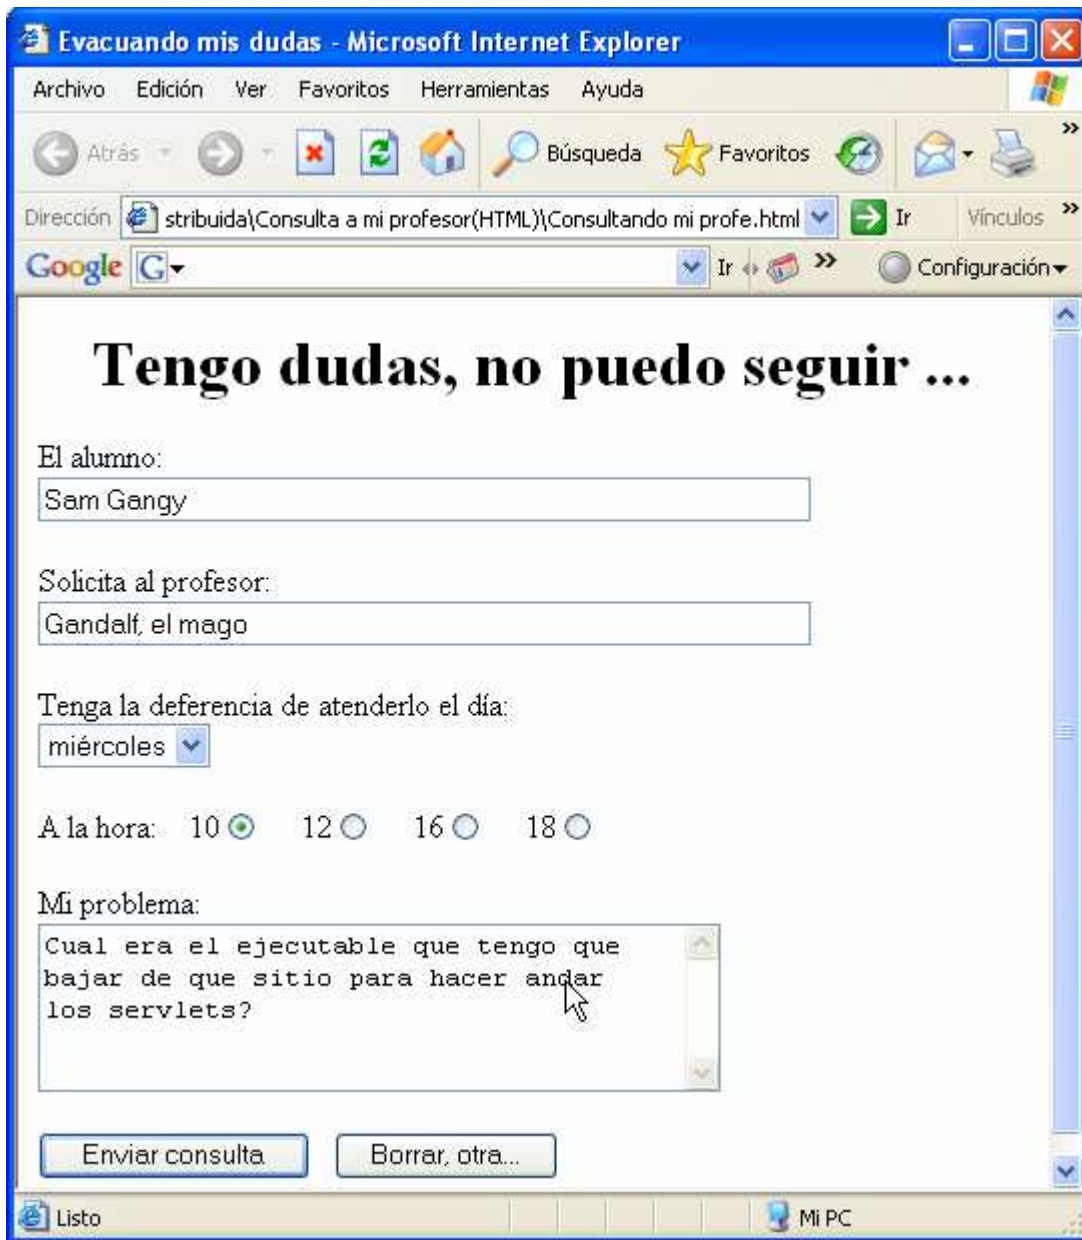 Evacuando mis dudas - Microsoft Internet Explorer
Archivo Edición Ver Favoritos Herramientas Ayuda
Atrás Búsqueda Favoritos »
Dirección stribuida\Consulta a mi profesor(HTML)\Consultando mi profe.html Ir Vínculos »
Google G Ir » Configuración
Tengo dudas, no puedo seguir ...
El alumno:
Sam Gangy
Solicita al profesor:
Gandalf, el mago
Tenga la deferencia de atenderlo el día:
miércoles
A la hora: 10 12 16 18
Mi problema:
Cual era el ejecutable que tengo que
bajar de que sitio para hacer andar
los servlets?
Enviar consulta Borrar, otra...
Listo Mi PC